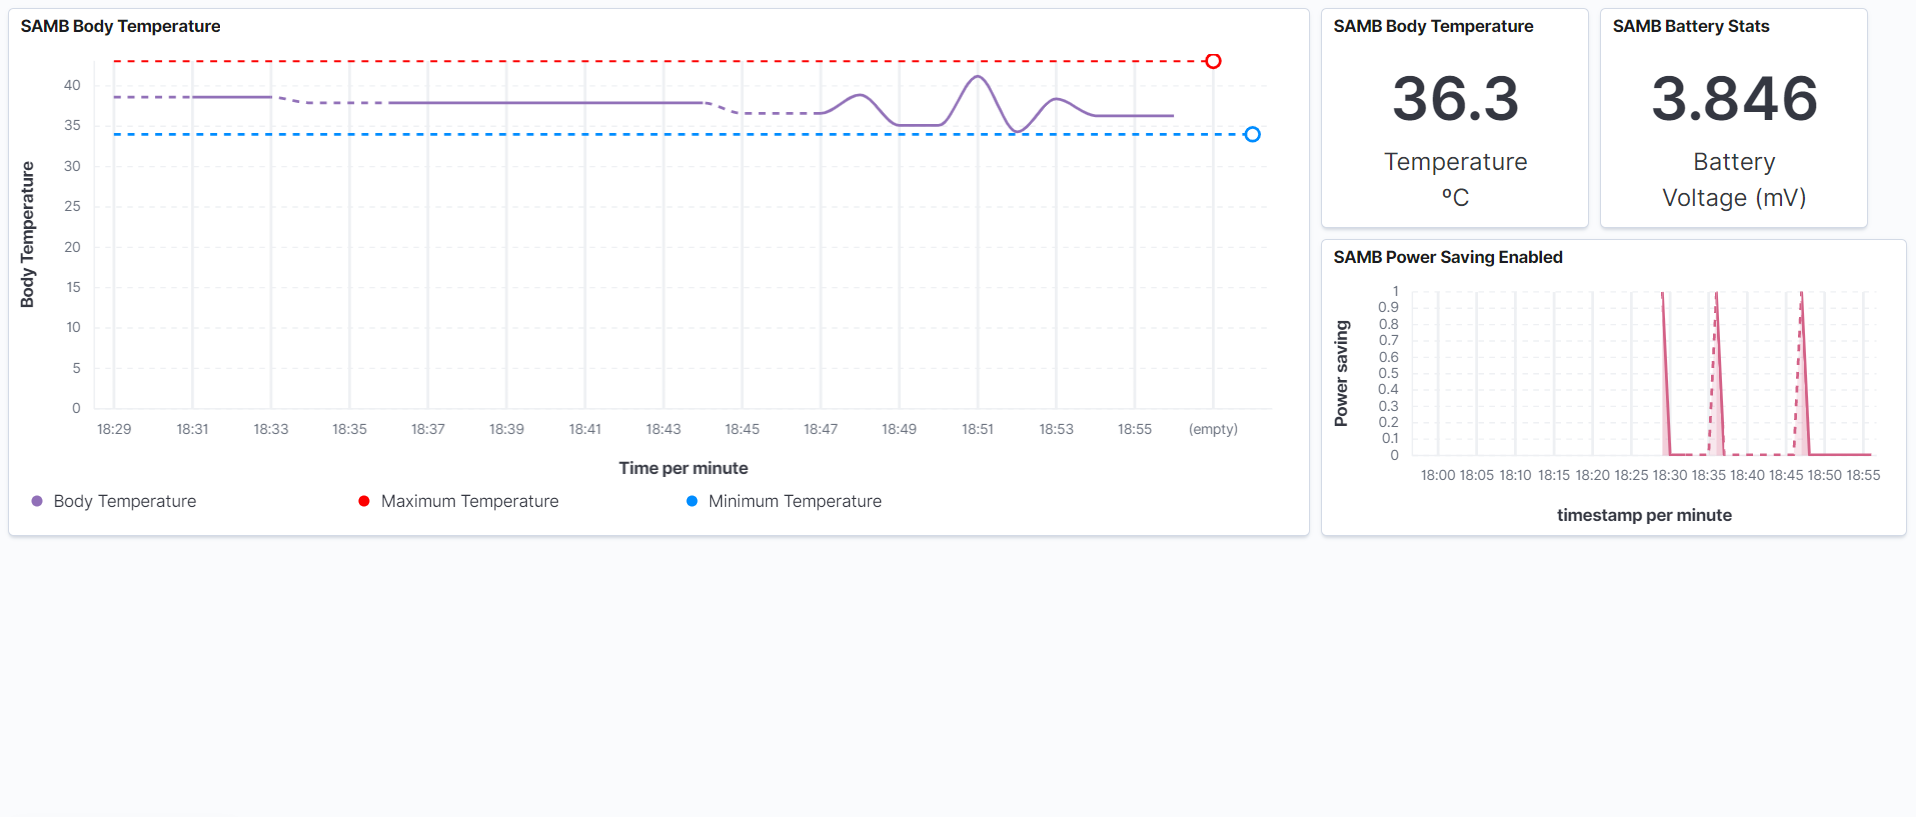 SAMB Body Temperature
40
35
30
25
20
15
10
5
0
Body Temperature
18:29 18:31 18:33 18:35 18:37 18:39 18:41 18:43 18:45 18:47 18:49 18:51 18:53 18:55 (empty)
Time per minute
Body Temperature Maximum Temperature Minimum Temperature
SAMB Body Temperature
36.3
Temperature
ºC
SAMB Battery Stats
3.846
Battery
Voltage (mV)
SAMB Power Saving Enabled
1
0.9
0.8
0.7
0.6
0.5
0.4
0.3
0.2
0.1
0
Power saving
18:00 18:05 18:10 18:15 18:20 18:25 18:30 18:35 18:40 18:45 18:50 18:55
timestamp per minute